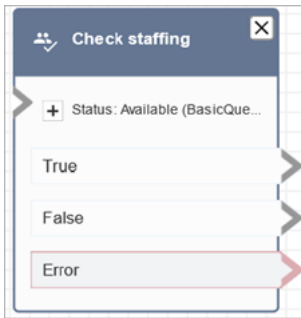 Check staffing
Status: Available (BasicQue...
True
False
Error